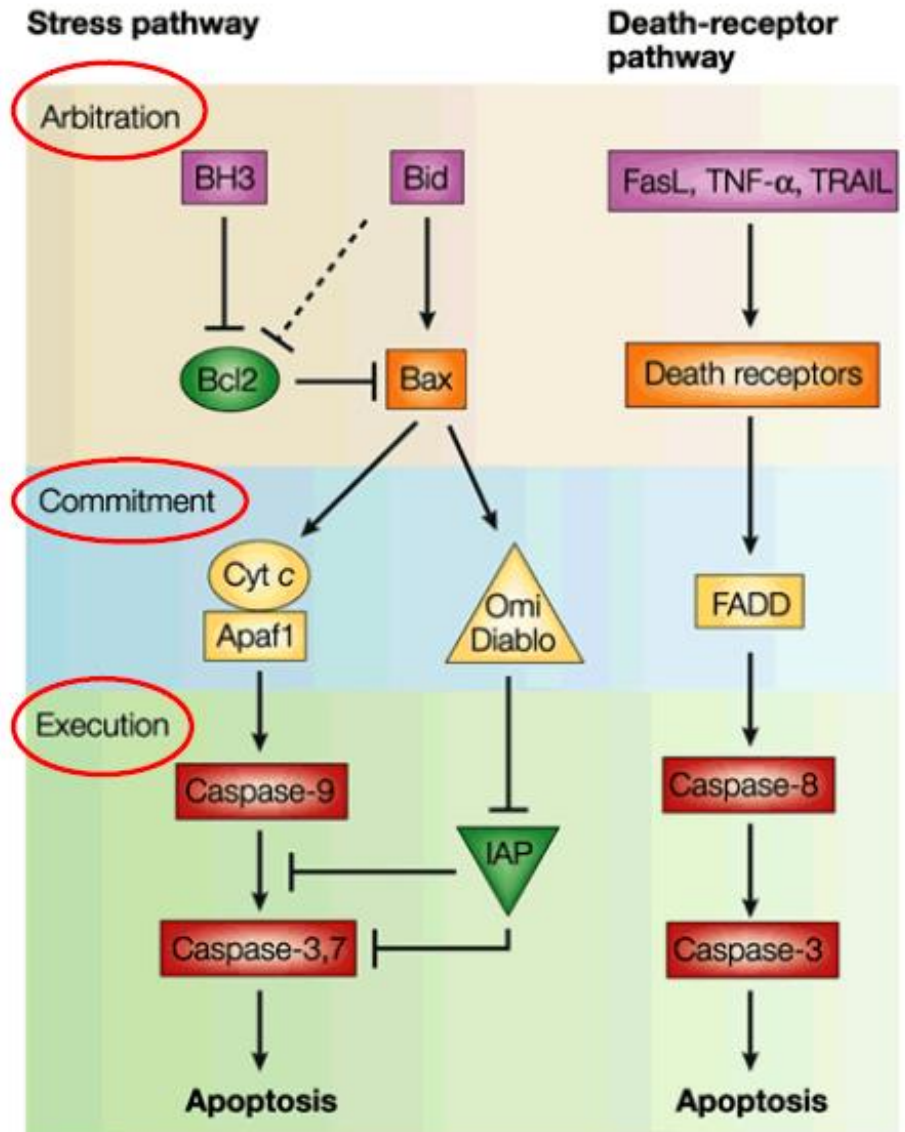 Stress pathway
Death-receptor
pathway
Arbitration
BH3
Bid
FasL, TNF-α, TRAIL
Bcl2
Bax
Death receptors
Commitment
Cyt c
Apaf1
Omi
Diablo
FADD
Execution
Caspase-9
Caspase-8
IAP
Caspase-3,7
Caspase-3
Apoptosis
Apoptosis